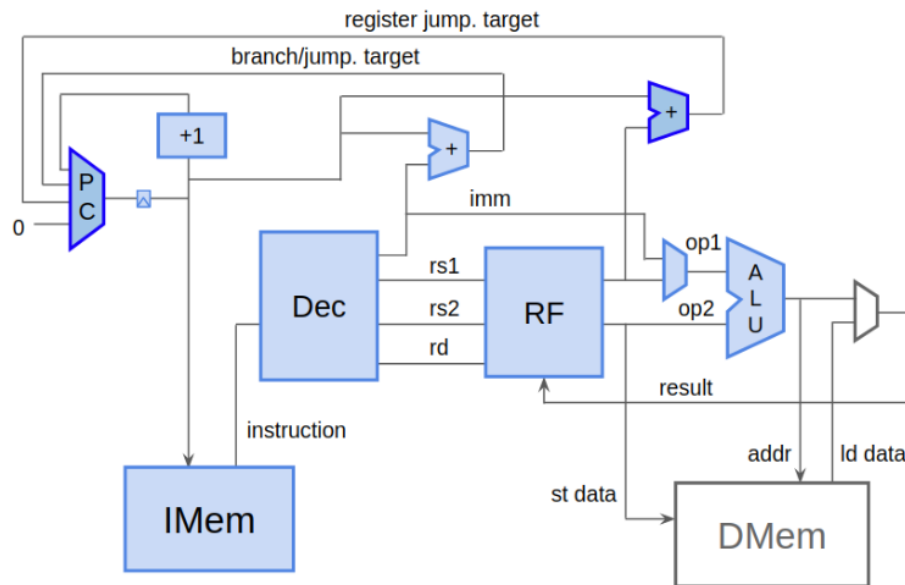 register jump. target
branch/jump. target
+1
+
+
P
C
0
imm
Dec
rs1
rs2
rd
RF
op1
op2
A
L
U
result
instruction
addr
ld data
st data
IMem
DMem